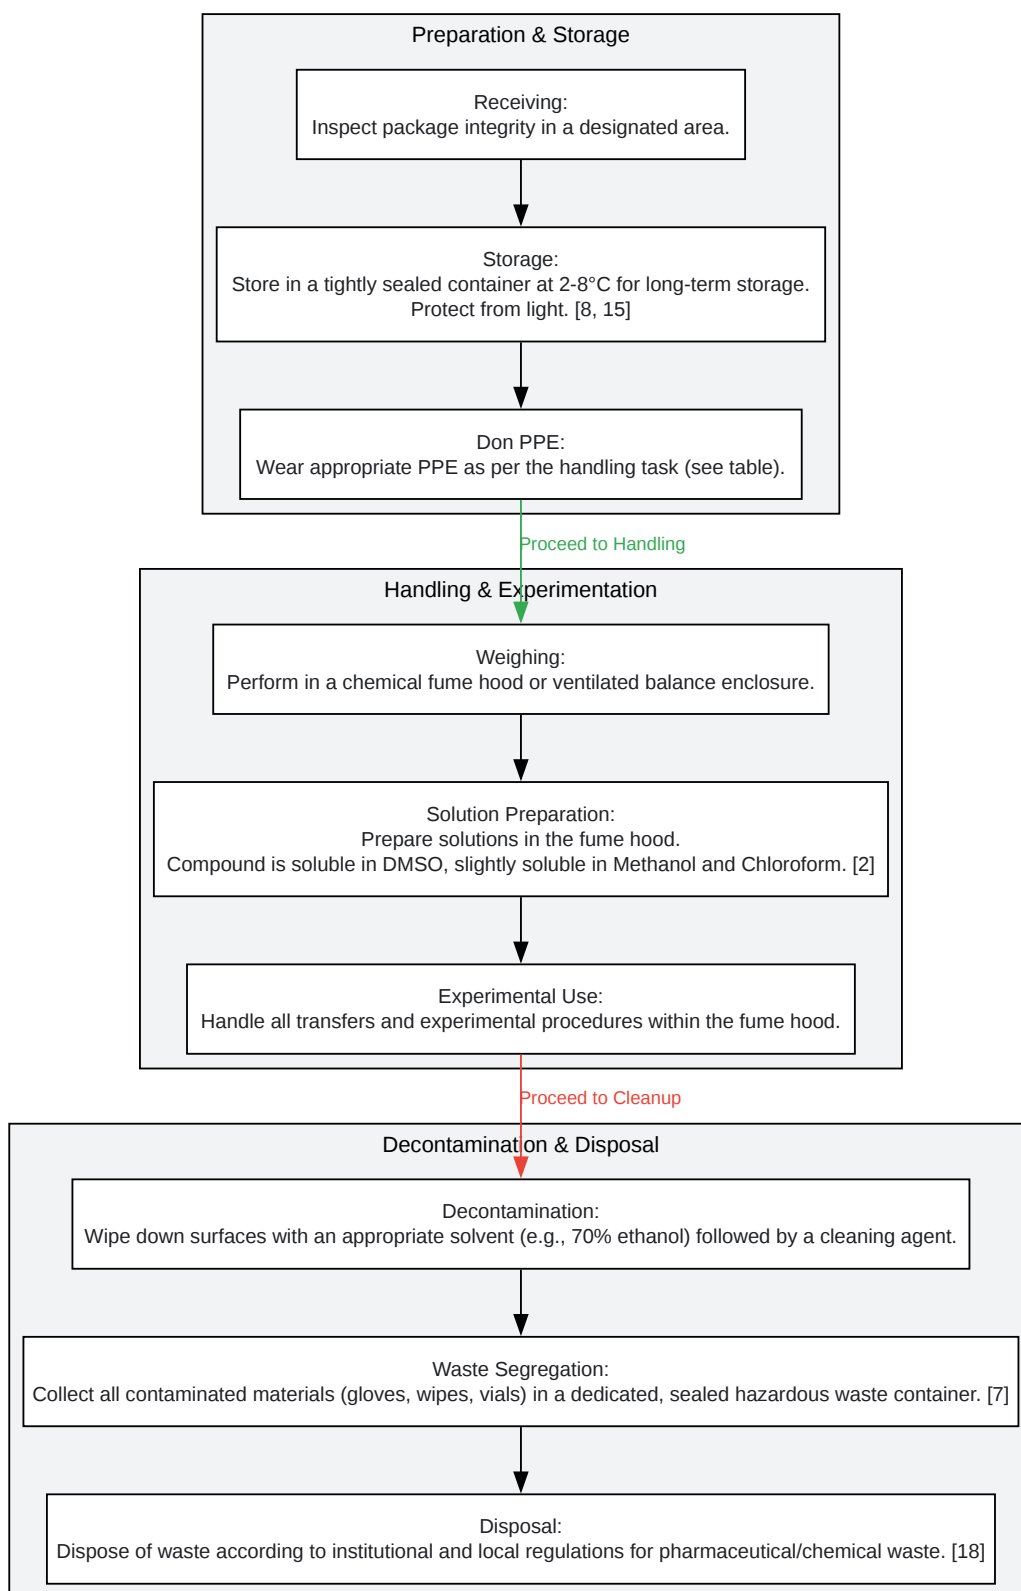 Preparation & Storage
Receiving:
Inspect package integrity in a designated area.
Storage:
Store in a tightly sealed container at 2-8°C for long-term storage.
Protect from light. [8, 15]
Don PPE:
Wear appropriate PPE as per the handling task (see table).
Proceed to Handling
Handling & Experimentation
Weighing:
Perform in a chemical fume hood or ventilated balance enclosure.
Solution Preparation:
Prepare solutions in the fume hood.
Compound is soluble in DMSO, slightly soluble in Methanol and Chloroform. [2]
Experimental Use:
Handle all transfers and experimental procedures within the fume hood.
Proceed to Cleanup
Decontamination & Disposal
Decontamination:
Wipe down surfaces with an appropriate solvent (e.g., 70% ethanol) followed by a cleaning agent.
Waste Segregation:
Collect all contaminated materials (gloves, wipes, vials) in a dedicated, sealed hazardous waste container. [7]
Disposal:
Dispose of waste according to institutional and local regulations for pharmaceutical/chemical waste. [18]